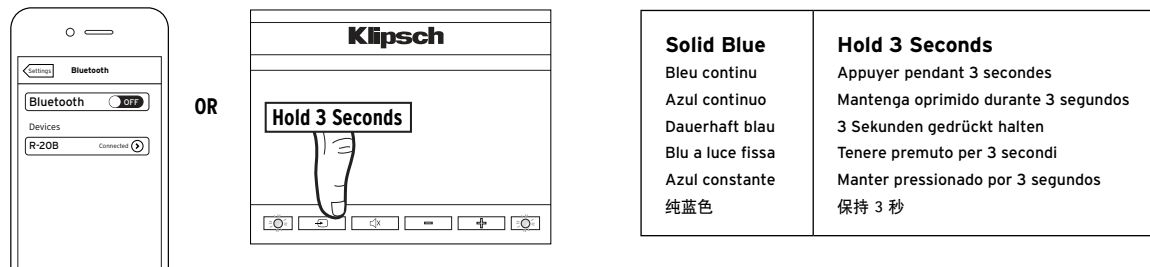 Settings
Bluetooth
Bluetooth OFF
Devices
R-20B Connected
OR
Klipsch
Hold 3 Seconds
Solid Blue
Bleu continu
Azul continuo
Dauerhaft blau
Blu a luce fissa
Azul constante
纯蓝色
Hold 3 Seconds
Appuyer pendant 3 secondes
Mantenga oprimido durante 3 segundos
3 Sekunden gedrückt halten
Tenere premuto per 3 secondi
Manter pressionado por 3 segundos
保持 3 秒